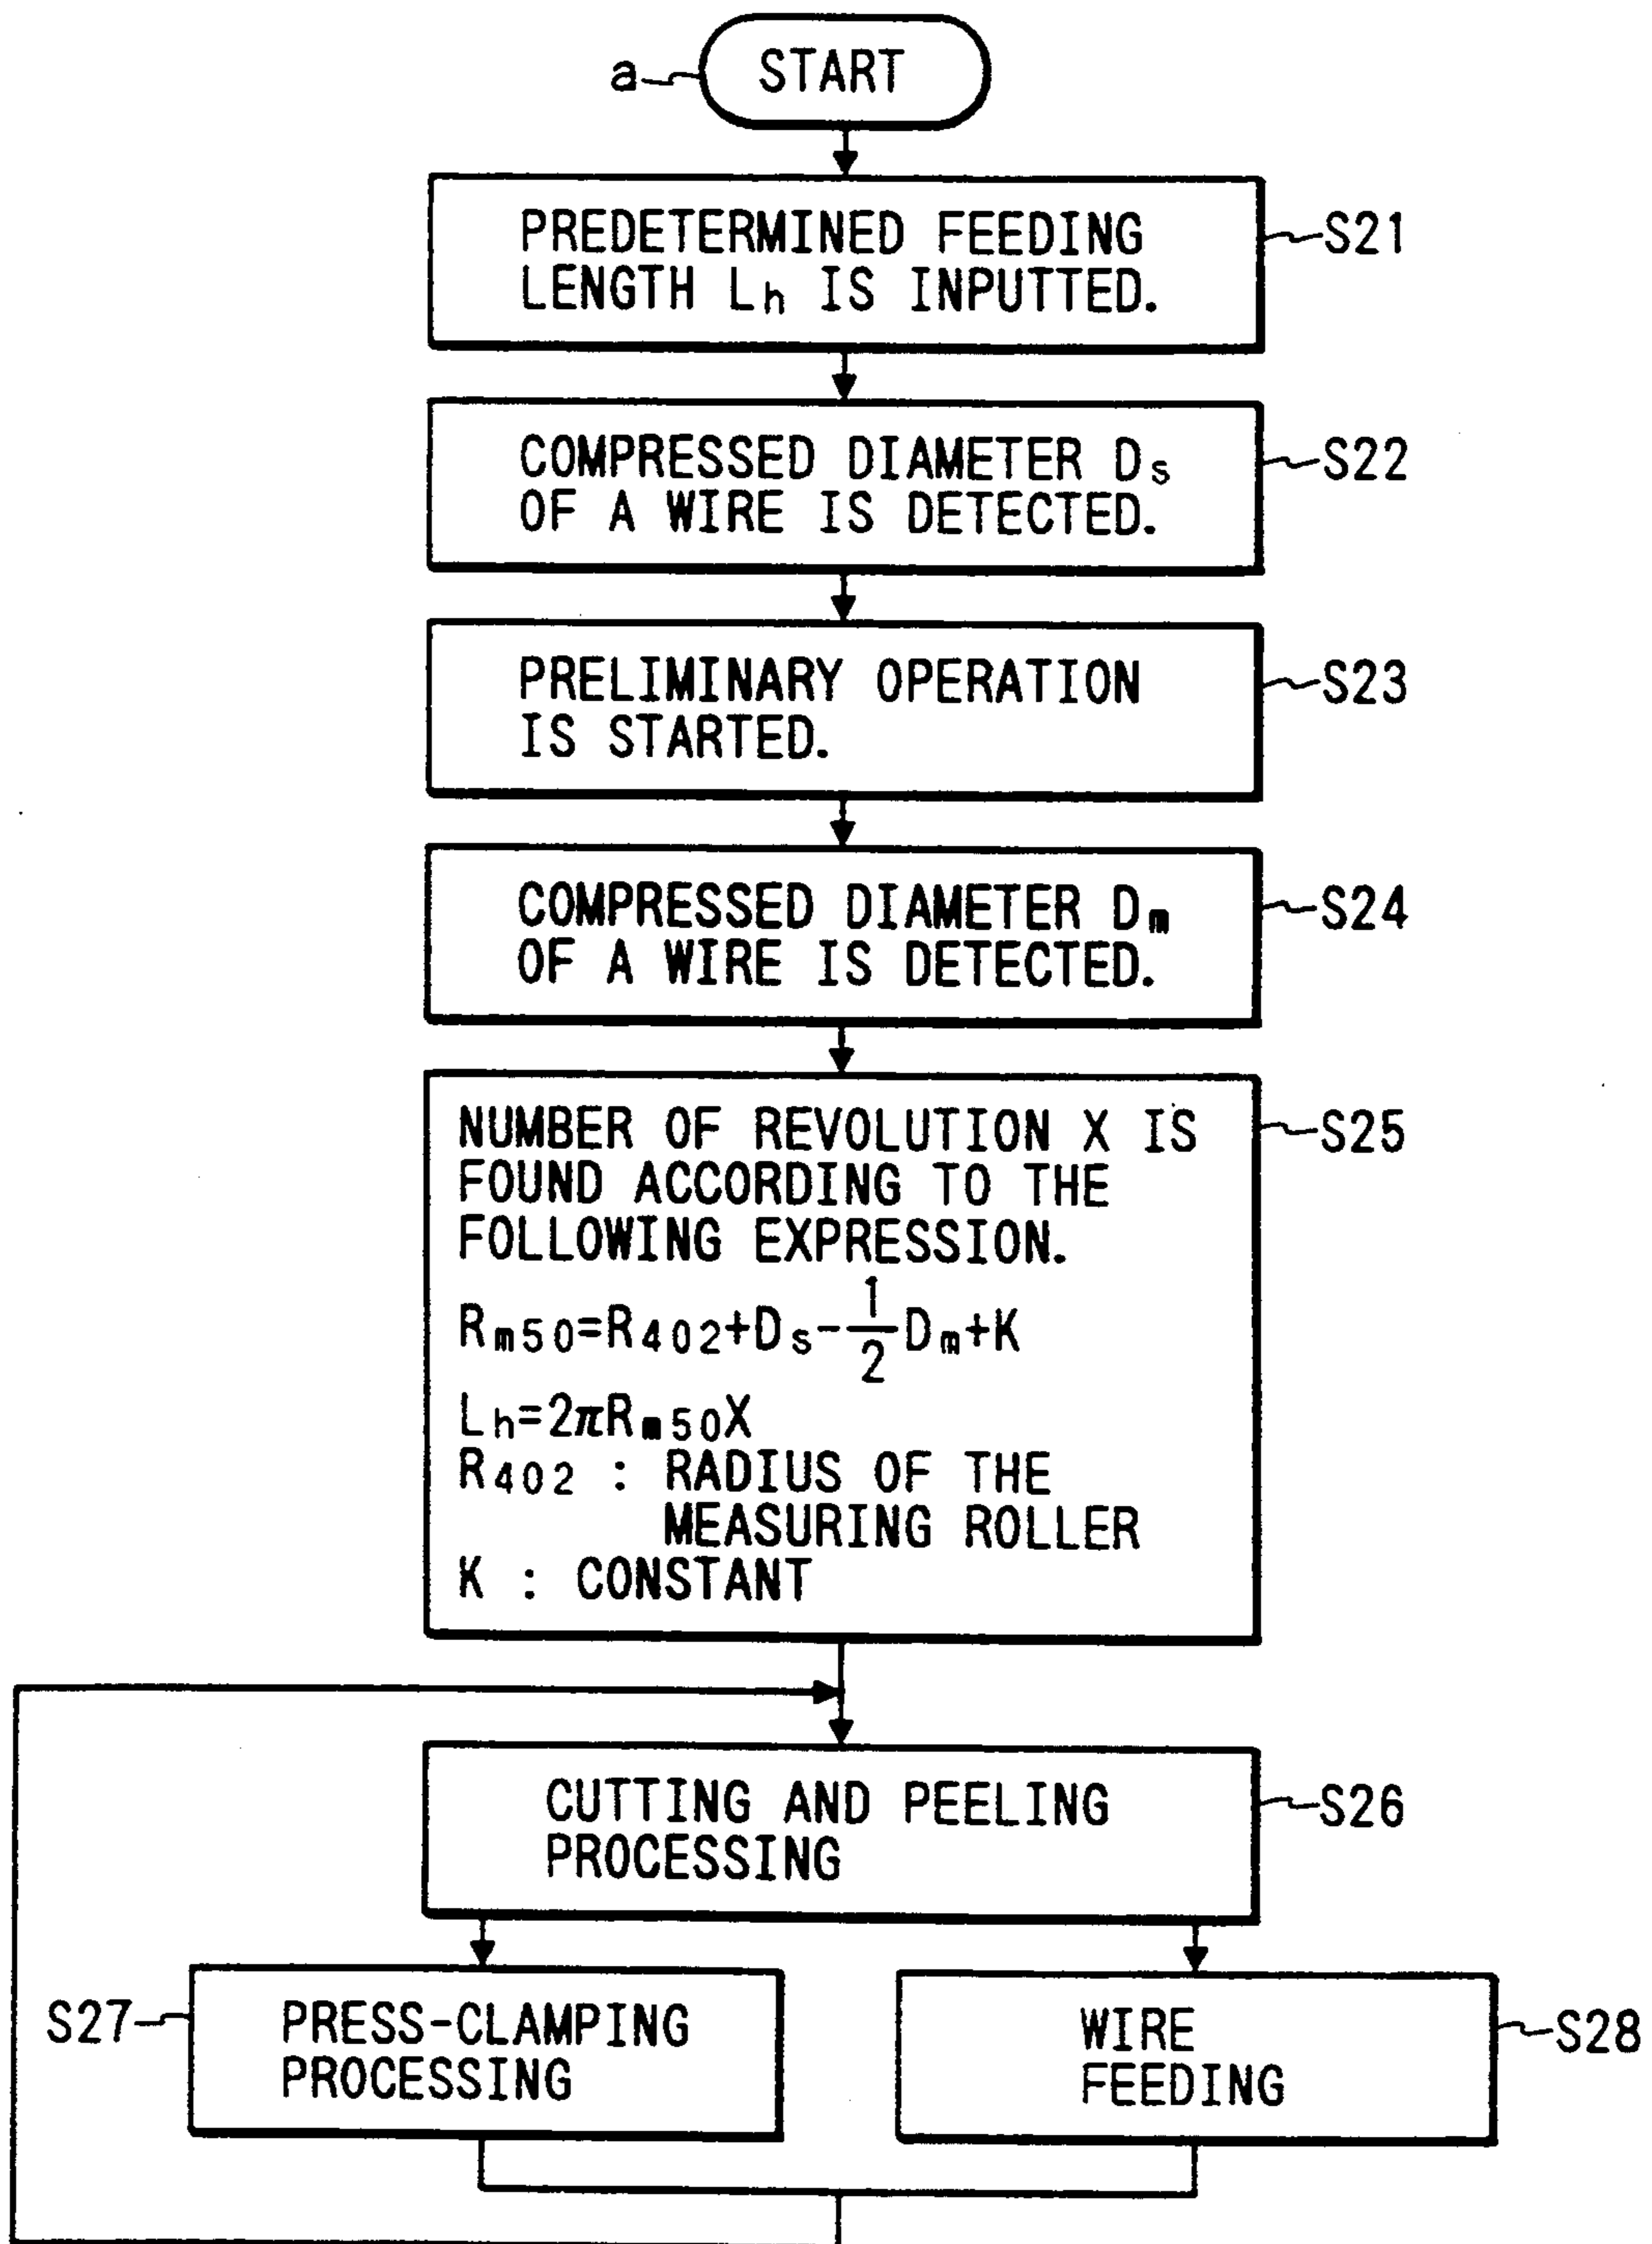 a
START
PREDETERMINED FEEDING
LENGTH Lh IS INPUTTED.
S21
COMPRESSED DIAMETER Ds
OF A WIRE IS DETECTED.
S22
PRELIMINARY OPERATION
IS STARTED.
S23
COMPRESSED DIAMETER Dm
OF A WIRE IS DETECTED.
S24
NUMBER OF REVOLUTION X IS
FOUND ACCORDING TO THE
FOLLOWING EXPRESSION.
Rm50=R402+Ds-1/2Dm+K
Lh=2πRm50X
R402 : RADIUS OF THE
MEASURING ROLLER
K : CONSTANT
S25
CUTTING AND PEELING
PROCESSING
S26
S27
PRESS-CLAMPING
PROCESSING
WIRE
FEEDING
S28